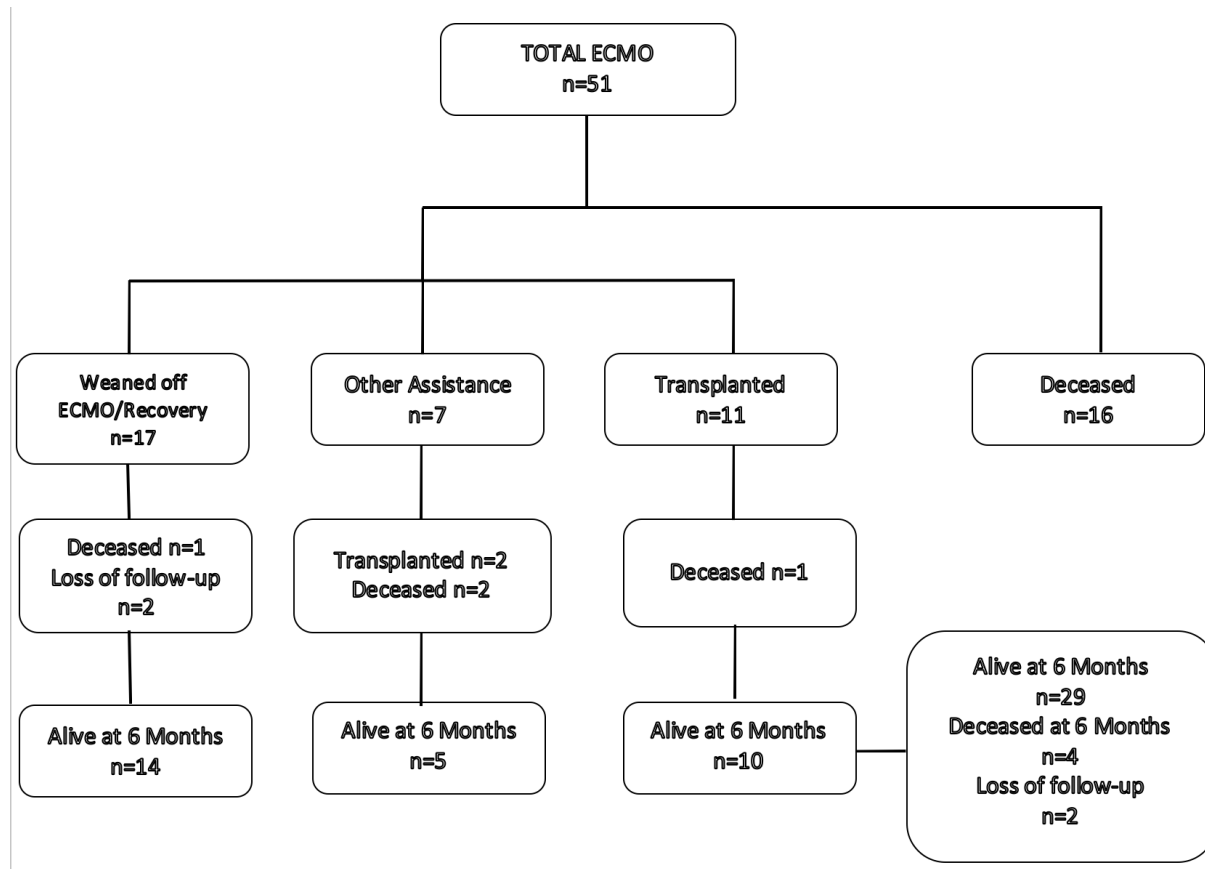 TOTAL ECMO
n=51
Weaned off
ECMO/Recovery
n=17
Other Assistance
n=7
Transplanted
n=11
Deceased
n=16
Deceased n=1
Loss of follow-up
n=2
Transplanted n=2
Deceased n=2
Deceased n=1
Alive at 6 Months
n=14
Alive at 6 Months
n=5
Alive at 6 Months
n=10
Alive at 6 Months
n=29
Deceased at 6 Months
n=4
Loss of follow-up
n=2